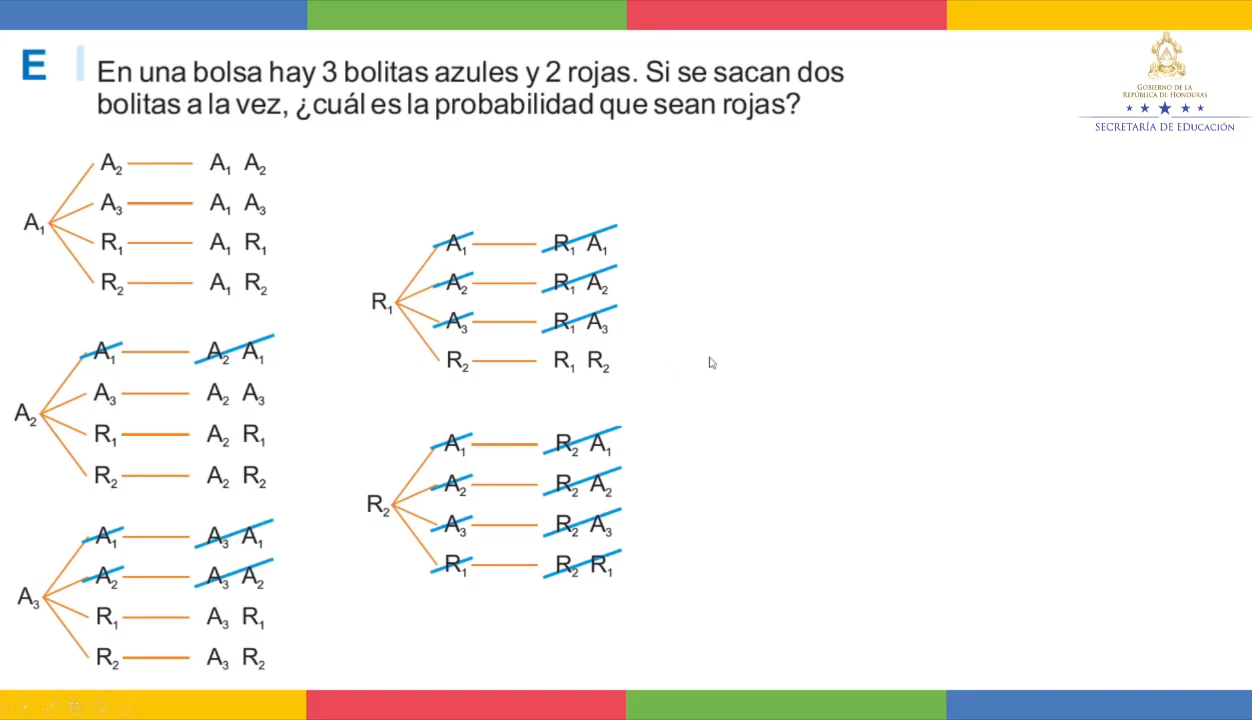 E
En una bolsa hay 3 bolitas azules y 2 rojas. Si se sacan dos
bolitas a la vez, ¿cuál es la probabilidad que sean rojas?
GOBIERNO DE LA
REPÚBLICA DE HONDURAS
SECRETARÍA DE EDUCACIÓN
A₁
A₂ A₁ A₂
A₃ A₁ A₃
R₁ A₁ R₁
R₂ A₁ R₂
A₂
A₁ A₂ A₁
A₃ A₂ A₃
R₁ A₂ R₁
R₂ A₂ R₂
A₃
A₁ A₃ A₁
A₂ A₃ A₂
R₁ A₃ R₁
R₂ A₃ R₂
R₁
A₁ R₁ A₁
A₂ R₁ A₂
A₃ R₁ A₃
R₂ R₁ R₂
R₂
A₁ R₂ A₁
A₂ R₂ A₂
A₃ R₂ A₃
R₁ R₂ R₁